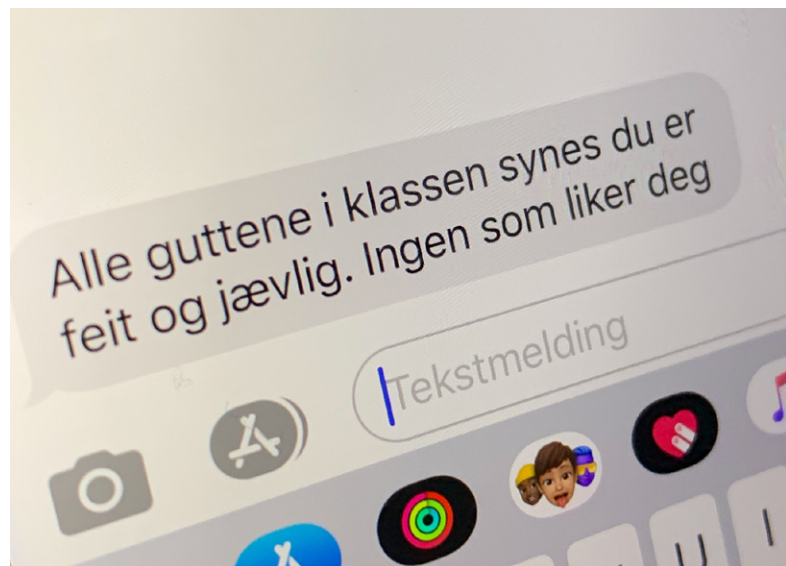 Alle guttene i klassen synes du er
feit og jævlig. Ingen som liker deg
Tekstmelding
U I